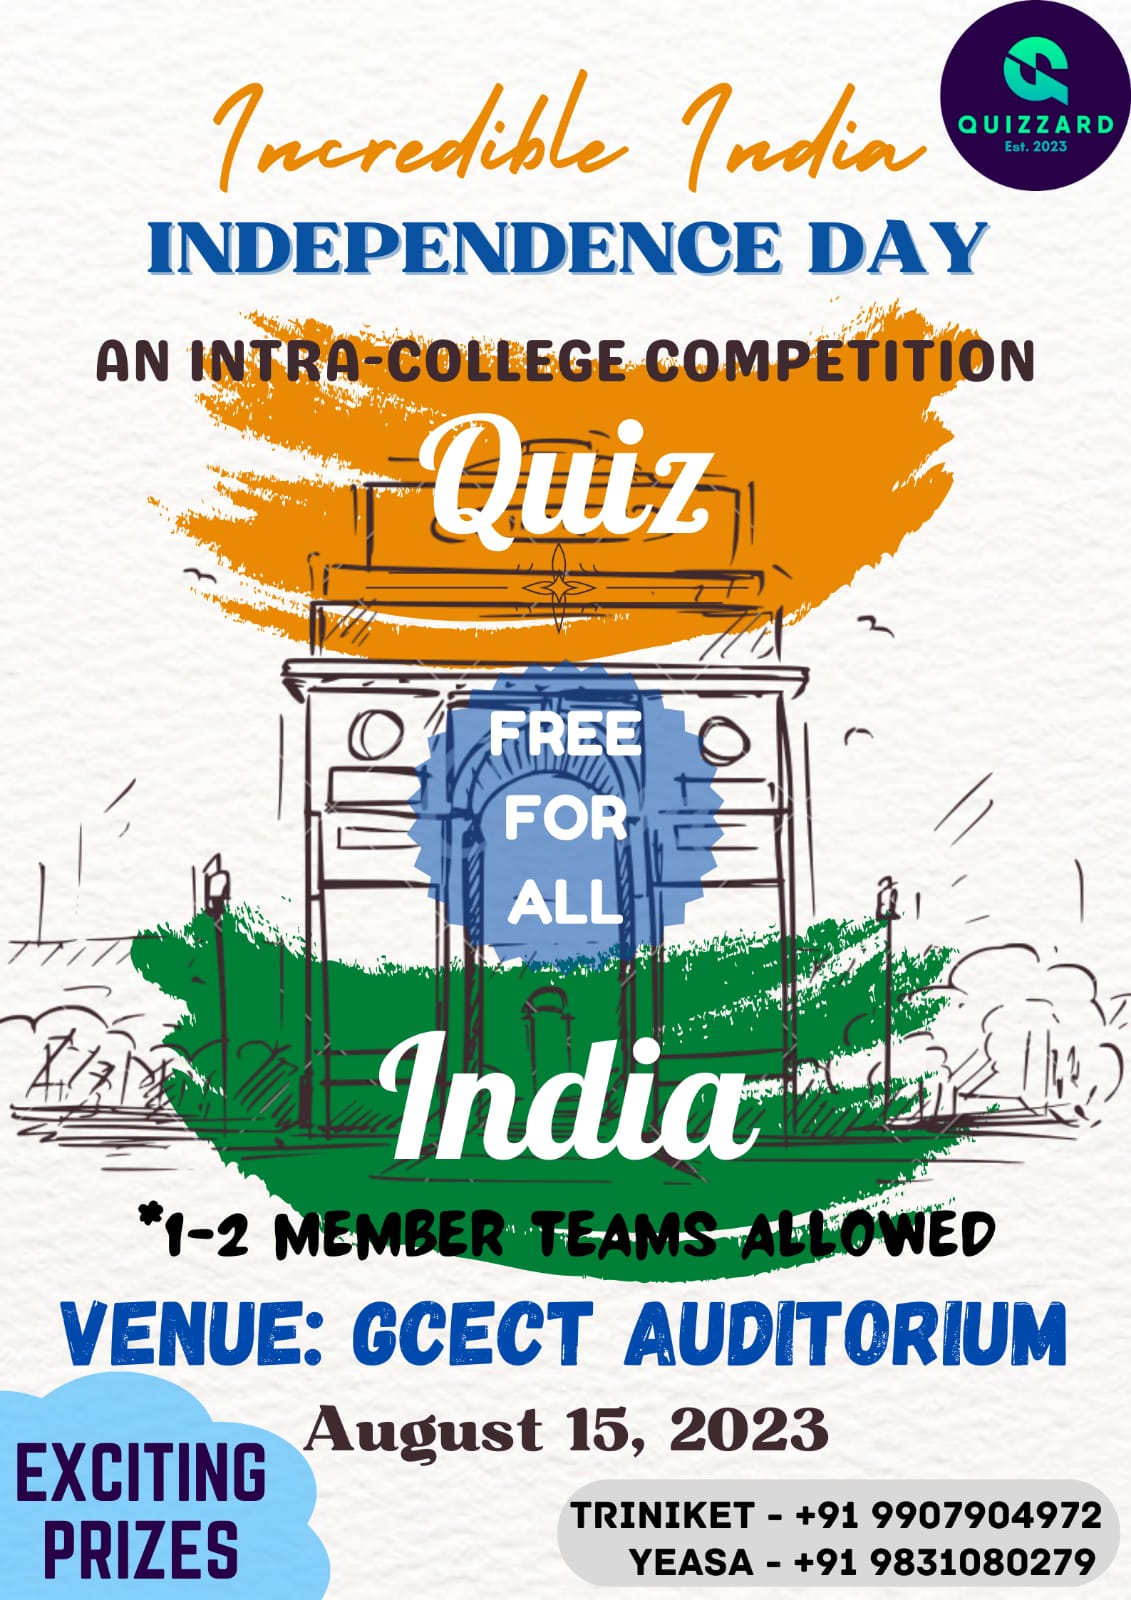 QUIZZARD
Est. 2023
Incredible India
INDEPENDENCE DAY
AN INTRA-COLLEGE COMPETITION
Quiz
FREE
FOR
ALL
India
*1-2 MEMBER TEAMS ALLOWED
VENUE: GCECT AUDITORIUM
August 15, 2023
EXCITING
PRIZES
TRINIKET - +91 9907904972
YEASA - +91 9831080279